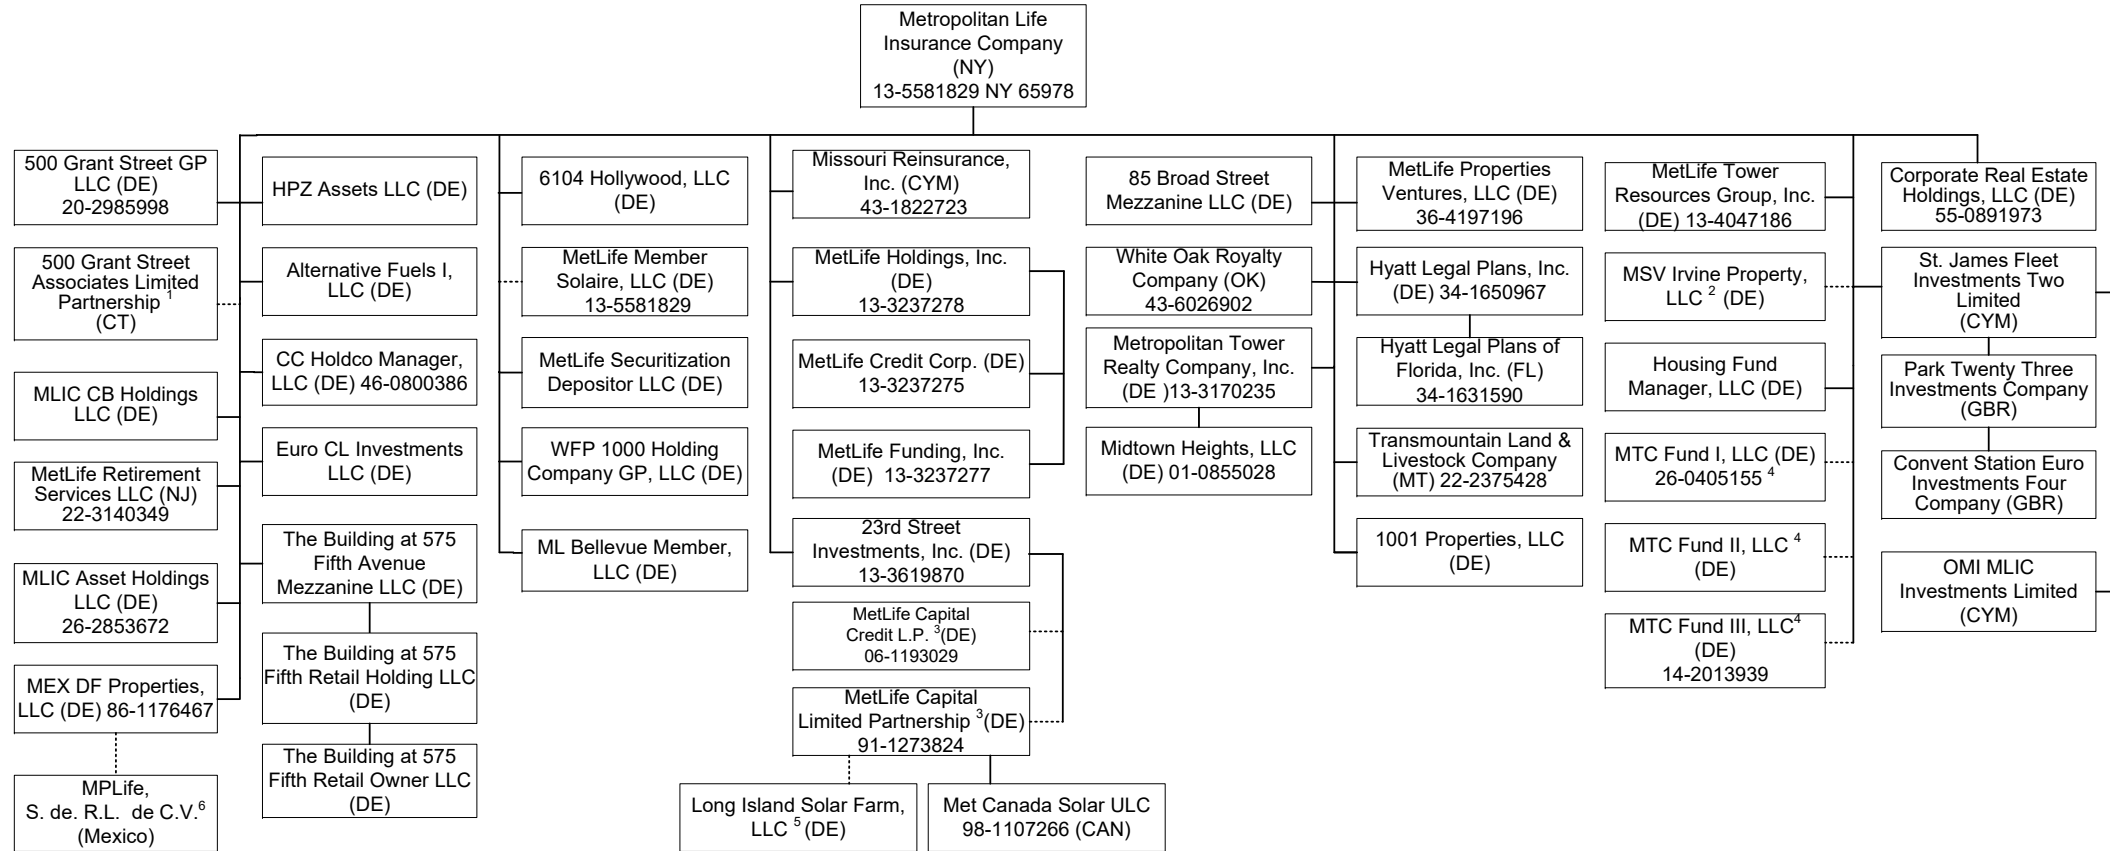 Metropolitan Life
Insurance Company
(NY)
13-5581829 NY 65978
500 Grant Street GP
LLC (DE)
20-2985998
500 Grant Street
Associates Limited
Partnership 1
(CT)
MLIC CB Holdings
LLC (DE)
MetLife Retirement
Services LLC (NJ)
22-3140349
MLIC Asset Holdings
LLC (DE)
26-2853672
MEX DF Properties,
LLC (DE) 86-1176467
MPLife,
S. de. R.L. de C.V.6
(Mexico)
HPZ Assets LLC (DE)
Alternative Fuels I,
LLC (DE)
CC Holdco Manager,
LLC (DE) 46-0800386
Euro CL Investments
LLC (DE)
The Building at 575
Fifth Avenue
Mezzanine LLC (DE)
The Building at 575
Fifth Retail Holding LLC
(DE)
The Building at 575
Fifth Retail Owner LLC
(DE)
6104 Hollywood, LLC
(DE)
MetLife Member
Solaire, LLC (DE)
13-5581829
MetLife Securitization
Depositor LLC (DE)
WFP 1000 Holding
Company GP, LLC (DE)
ML Bellevue Member,
LLC (DE)
Missouri Reinsurance,
Inc. (CYM)
43-1822723
MetLife Holdings, Inc.
(DE)
13-3237278
MetLife Credit Corp. (DE)
13-3237275
MetLife Funding, Inc.
(DE) 13-3237277
23rd Street
Investments, Inc. (DE)
13-3619870
MetLife Capital
Credit L.P. 3(DE)
06-1193029
MetLife Capital
Limited Partnership 3(DE)
91-1273824
Long Island Solar Farm,
LLC 5 (DE)
Met Canada Solar ULC
98-1107266 (CAN)
85 Broad Street
Mezzanine LLC (DE)
White Oak Royalty
Company (OK)
43-6026902
Metropolitan Tower
Realty Company, Inc.
(DE )13-3170235
Midtown Heights, LLC
(DE) 01-0855028
MetLife Properties
Ventures, LLC (DE)
36-4197196
Hyatt Legal Plans, Inc.
(DE) 34-1650967
Hyatt Legal Plans of
Florida, Inc. (FL)
34-1631590
Transmountain Land &
Livestock Company
(MT) 22-2375428
1001 Properties, LLC
(DE)
MetLife Tower
Resources Group, Inc.
(DE) 13-4047186
MSV Irvine Property,
LLC 2 (DE)
Housing Fund
Manager, LLC (DE)
MTC Fund I, LLC (DE)
26-0405155 4
MTC Fund II, LLC 4
(DE)
MTC Fund III, LLC4
(DE)
14-2013939
Corporate Real Estate
Holdings, LLC (DE)
55-0891973
St. James Fleet
Investments Two
Limited
(CYM)
Park Twenty Three
Investments Company
(GBR)
Convent Station Euro
Investments Four
Company (GBR)
OMI MLIC
Investments Limited
(CYM)